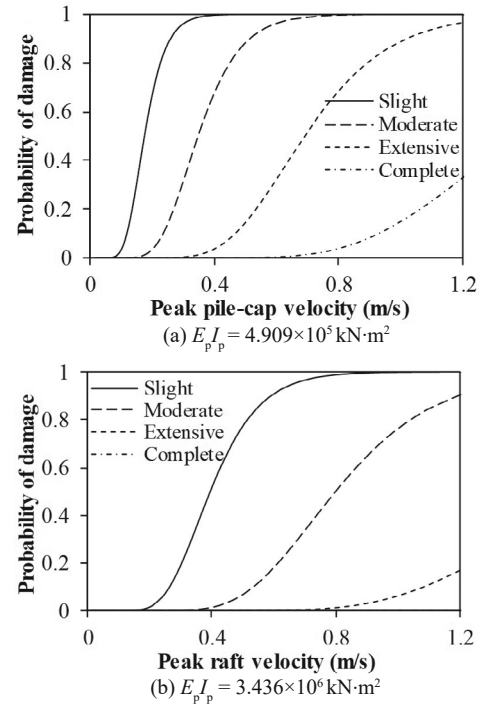 1
0.8
0.6
0.4
0.2
0
Probability of damage
Slight
Moderate
Extensive
Complete
0 0.4 0.8 1.2
Peak pile-cap velocity (m/s)
(a) EpIp = 4.909×10⁵ kN·m²
1
0.8
0.6
0.4
0.2
0
Probability of damage
Slight
Moderate
Extensive
Complete
0 0.4 0.8 1.2
Peak raft velocity (m/s)
(b) EpIp = 3.436×10⁶ kN·m²